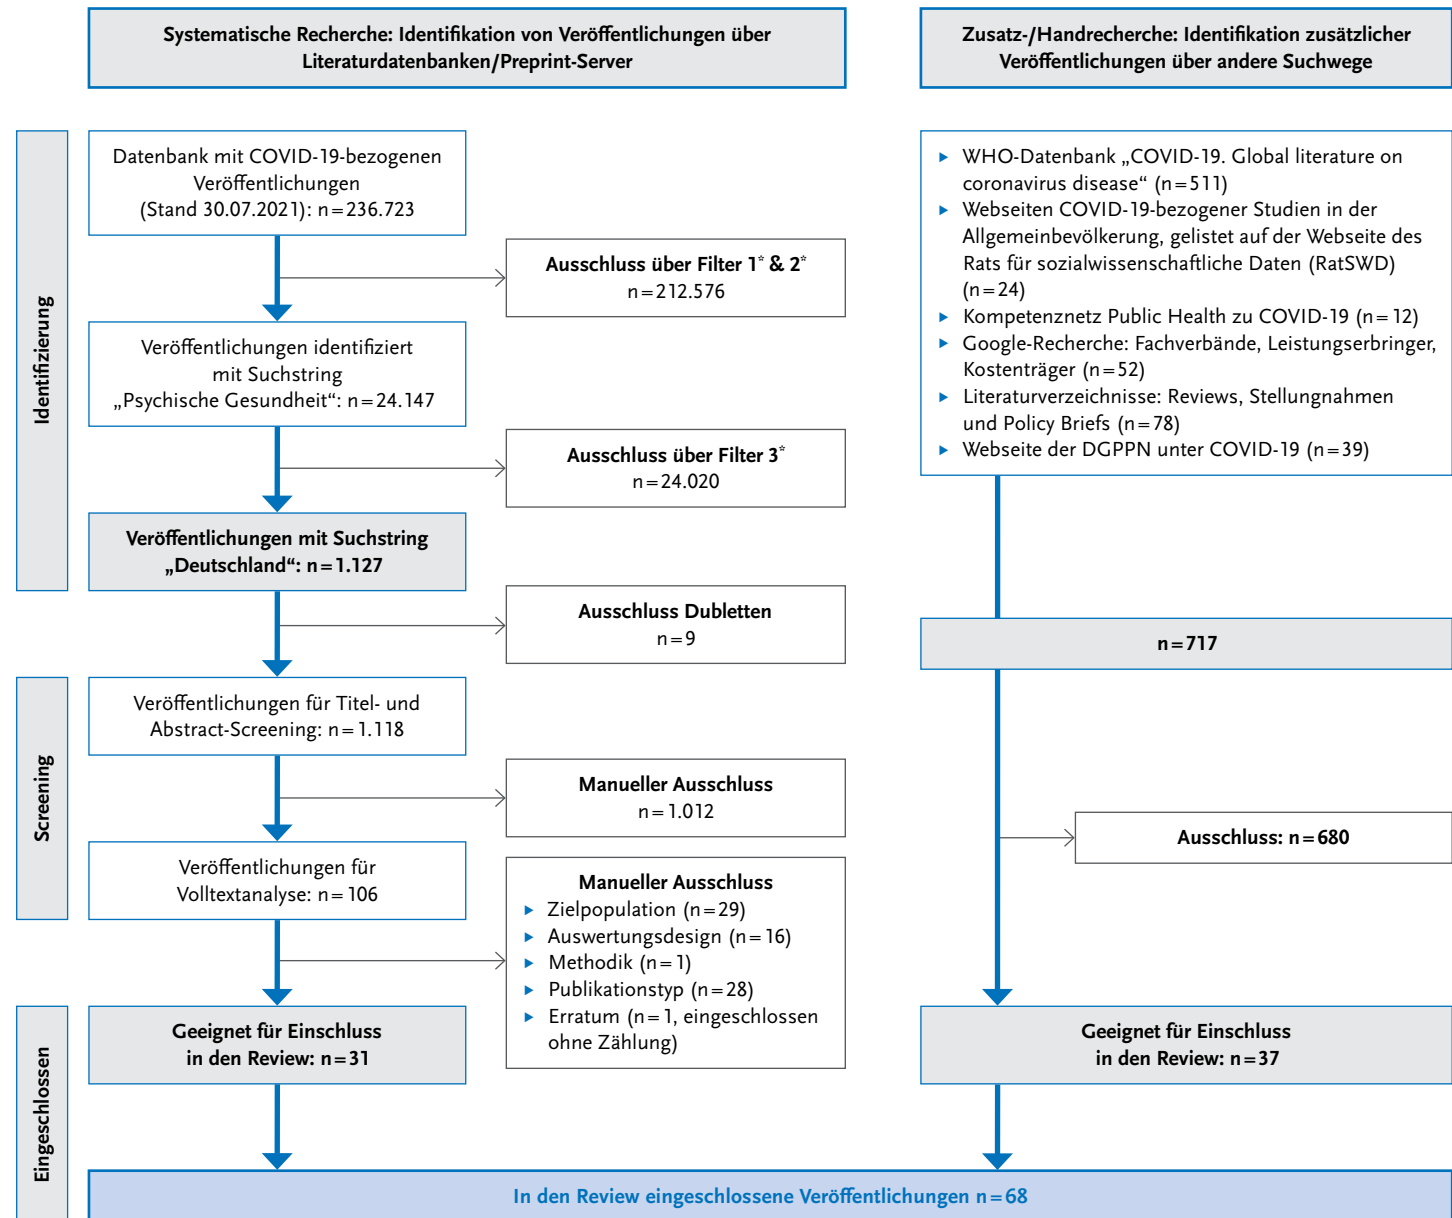 Systematische Recherche: Identifikation von Veröffentlichungen über
Literaturdatenbanken/Preprint-Server
Zusatz-/Handrecherche: Identifikation zusätzlicher
Veröffentlichungen über andere Suchwege
Identifizierung
Datenbank mit COVID-19-bezogenen
Veröffentlichungen
(Stand 30.07.2021): n=236.723
Ausschluss über Filter 1* & 2*
n=212.576
Veröffentlichungen identifiziert
mit Suchstring
„Psychische Gesundheit“: n=24.147
Ausschluss über Filter 3*
n=24.020
Veröffentlichungen mit Suchstring
„Deutschland“: n=1.127
Ausschluss Dubletten
n=9
▸ WHO-Datenbank „COVID-19. Global literature on
coronavirus disease“ (n=511)
▸ Webseiten COVID-19-bezogener Studien in der
Allgemeinbevölkerung, gelistet auf der Webseite des
Rats für sozialwissenschaftliche Daten (RatSWD)
(n=24)
▸ Kompetenznetz Public Health zu COVID-19 (n=12)
▸ Google-Recherche: Fachverbände, Leistungserbringer,
Kostenträger (n=52)
▸ Literaturverzeichnisse: Reviews, Stellungnahmen
und Policy Briefs (n=78)
▸ Webseite der DGPPN unter COVID-19 (n=39)
n=717
Screening
Veröffentlichungen für Titel- und
Abstract-Screening: n=1.118
Manueller Ausschluss
n=1.012
Veröffentlichungen für
Volltextanalyse: n=106
Manueller Ausschluss
▸ Zielpopulation (n=29)
▸ Auswertungsdesign (n=16)
▸ Methodik (n=1)
▸ Publikationstyp (n=28)
▸ Erratum (n=1, eingeschlossen
ohne Zählung)
Ausschluss: n=680
Eingeschlossen
Geeignet für Einschluss
in den Review: n=31
Geeignet für Einschluss
in den Review: n=37
In den Review eingeschlossene Veröffentlichungen n=68